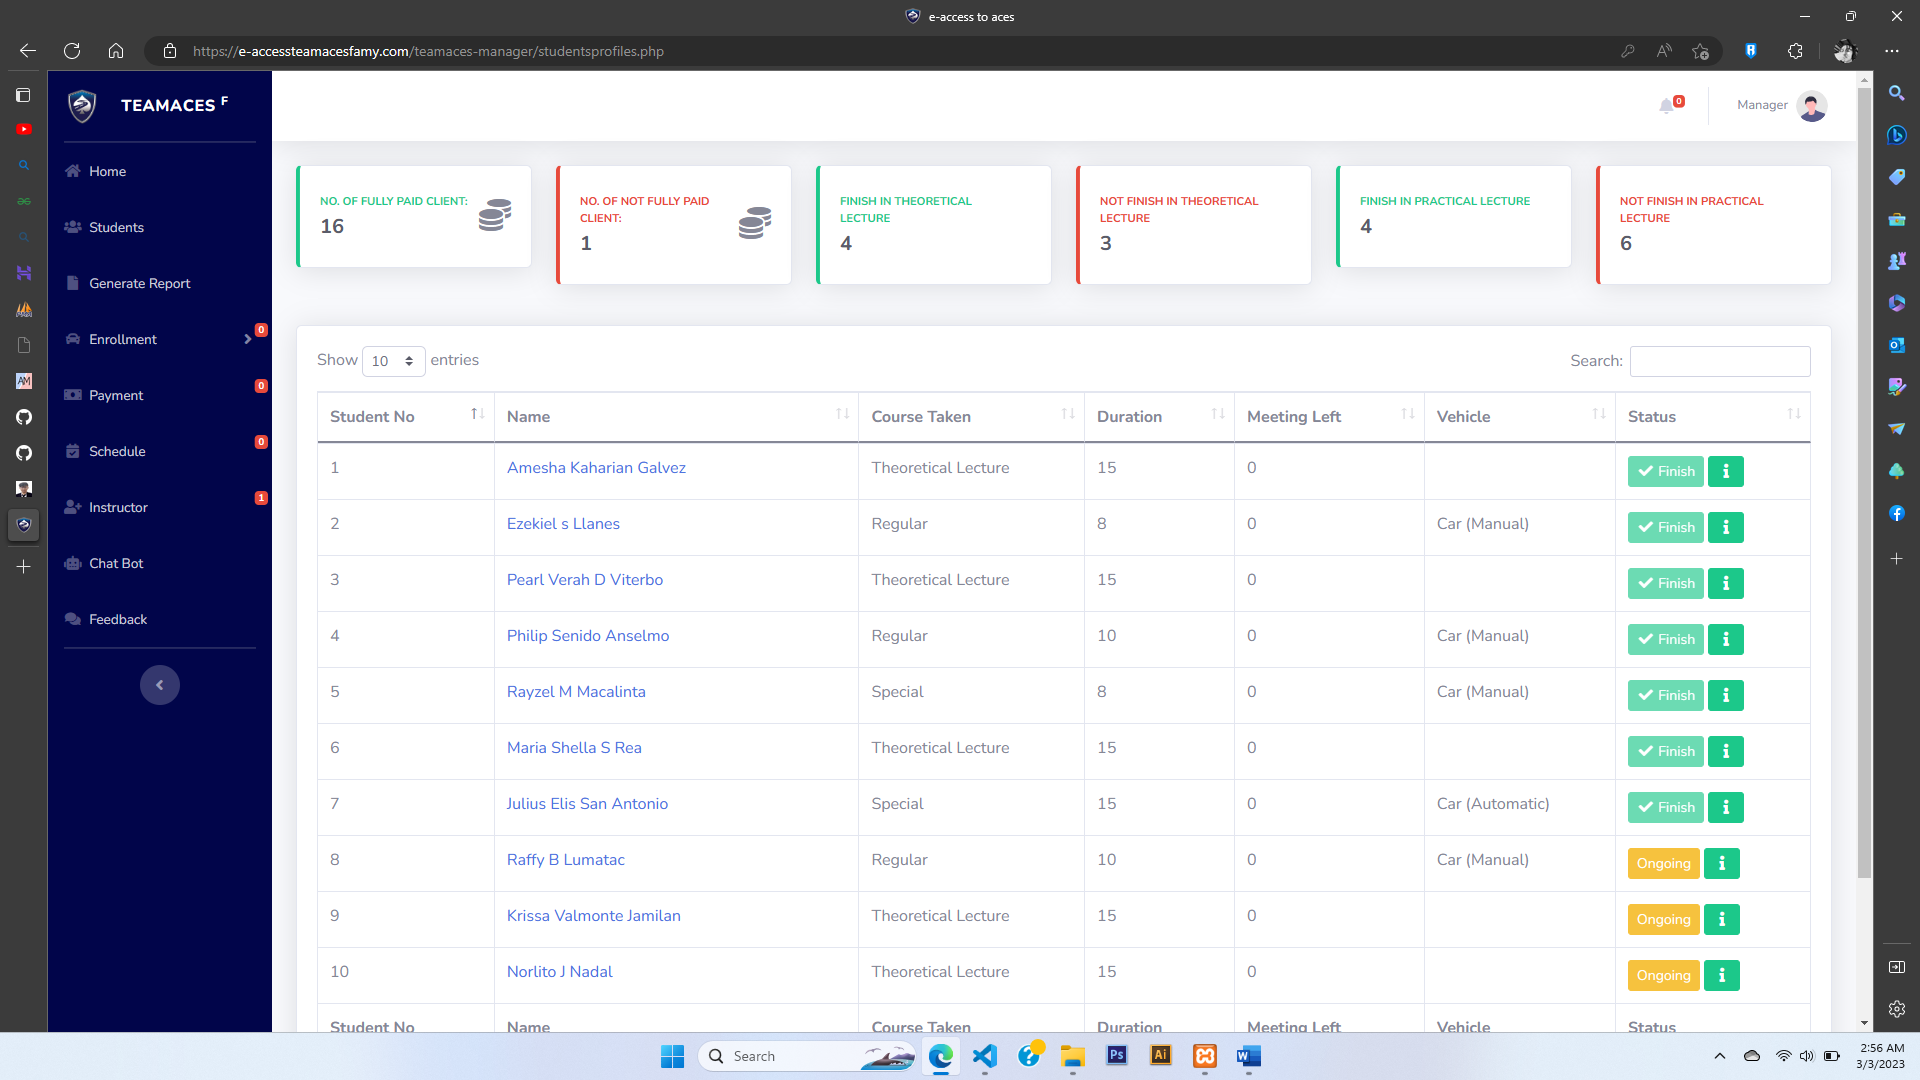 e-access to aces
https://e-accessteamacesfamy.com/teamaces-manager/studentsprofiles.php
TEAMACES F
0
Manager
Home
Students
Generate Report
Enrollment 0
Payment 0
Schedule 0
Instructor 1
Chat Bot
Feedback
NO. OF FULLY PAID CLIENT:
16
NO. OF NOT FULLY PAID
CLIENT:
1
FINISH IN THEORETICAL
LECTURE
4
NOT FINISH IN THEORETICAL
LECTURE
3
FINISH IN PRACTICAL LECTURE
4
NOT FINISH IN PRACTICAL
LECTURE
6
Show 10 entries
Search:
Student No Name Course Taken Duration Meeting Left Vehicle Status
1 Amesha Kaharian Galvez Theoretical Lecture 15 0 Finish
2 Ezekiel s Llanes Regular 8 0 Car (Manual) Finish
3 Pearl Verah D Viterbo Theoretical Lecture 15 0 Finish
4 Philip Senido Anselmo Regular 10 0 Car (Manual) Finish
5 Rayzel M Macalinta Special 8 0 Car (Manual) Finish
6 Maria Shella S Rea Theoretical Lecture 15 0 Finish
7 Julius Elis San Antonio Special 15 0 Car (Automatic) Finish
8 Raffy B Lumatac Regular 10 0 Car (Manual) Ongoing
9 Krissa Valmonte Jamilan Theoretical Lecture 15 0 Ongoing
10 Norlito J Nadal Theoretical Lecture 15 0 Ongoing
Student No Name Course Taken Duration Meeting Left Vehicle Status
Search
Ps
Ai
2:56 AM
3/3/2023